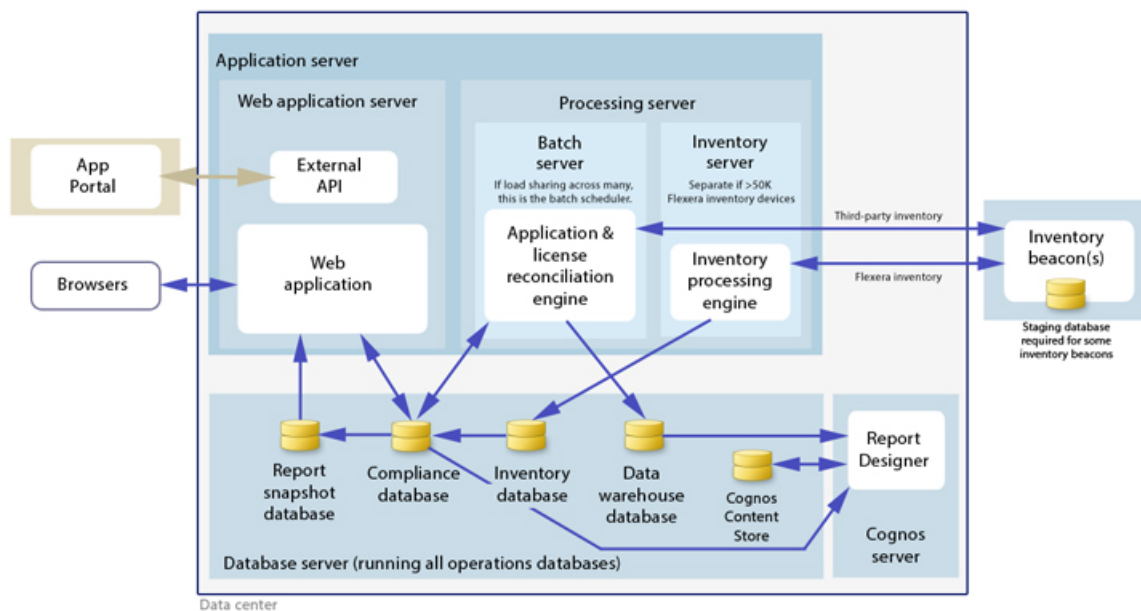 Application server
Web application server
Processing server
App
Portal
External
API
Batch
server
If load sharing across many,
this is the batch scheduler.
Inventory
server
Separate if >50K
Flexera inventory devices
Browsers
Web
application
Application &
license
reconciliation
engine
Inventory
processing
engine
Third-party inventory
Flexera inventory
Inventory
beacon(s)
Staging database
required for some
inventory beacons
Report
snapshot
database
Compliance
database
Inventory
database
Data
warehouse
database
Cognos
Content
Store
Report
Designer
Cognos
server
Database server (running all operations databases)
Data center